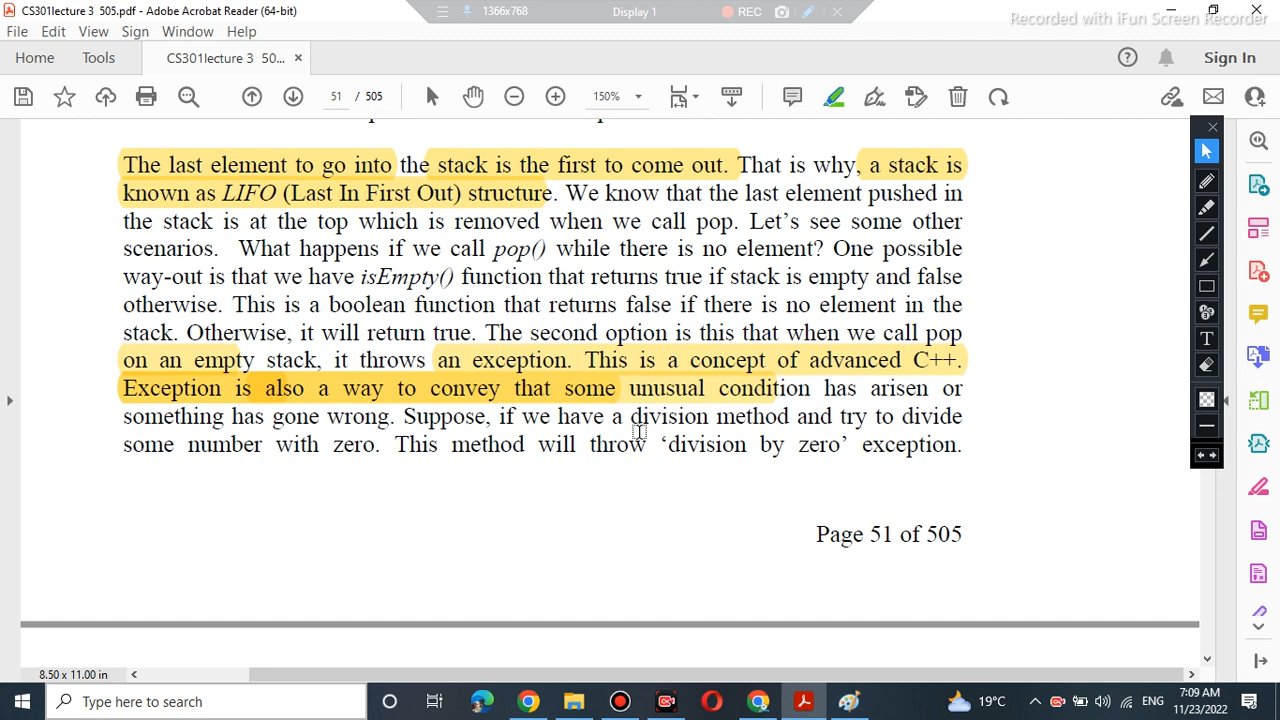 CS301lecture 3 505.pdf - Adobe Acrobat Reader (64-bit)
1366x768
Display 1
REC
Recorded with iFun Screen Recorder
File Edit View Sign Window Help
Home Tools CS301lecture 3 50... ×
Sign In
51 / 505
150%
The last element to go into the stack is the first to come out. That is why, a stack is
known as LIFO (Last In First Out) structure. We know that the last element pushed in
the stack is at the top which is removed when we call pop. Let's see some other
scenarios. What happens if we call pop() while there is no element? One possible
way-out is that we have isEmpty() function that returns true if stack is empty and false
otherwise. This is a boolean function that returns false if there is no element in the
stack. Otherwise, it will return true. The second option is this that when we call pop
on an empty stack, it throws an exception. This is a concept of advanced C++.
Exception is also a way to convey that some unusual condition has arisen or
something has gone wrong. Suppose, if we have a division method and try to divide
some number with zero. This method will throw ‘division by zero’ exception.
Page 51 of 505
8.50 x 11.00 in
Type here to search
19°C
ENG
7:09 AM
11/23/2022